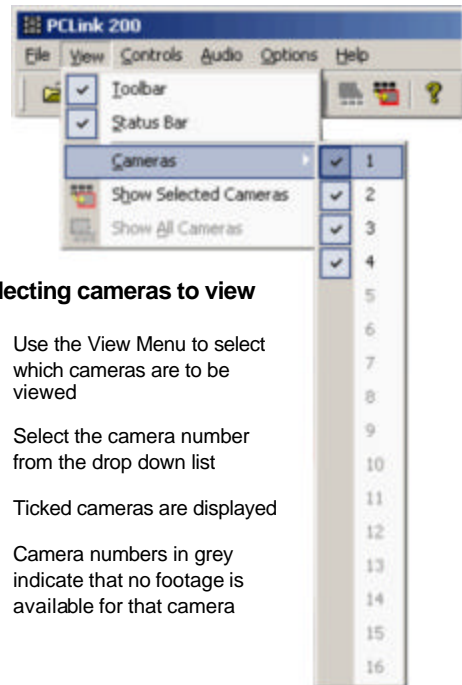 PCLink 200
File View Controls Audio Options Help
Toolbar
Status Bar
Cameras
Show Selected Cameras
Show All Cameras
1
2
3
4
5
6
7
8
9
10
11
12
13
14
15
16
lecting cameras to view
Use the View Menu to select
which cameras are to be
viewed
Select the camera number
from the drop down list
Ticked cameras are displayed
Camera numbers in grey
indicate that no footage is
available for that camera